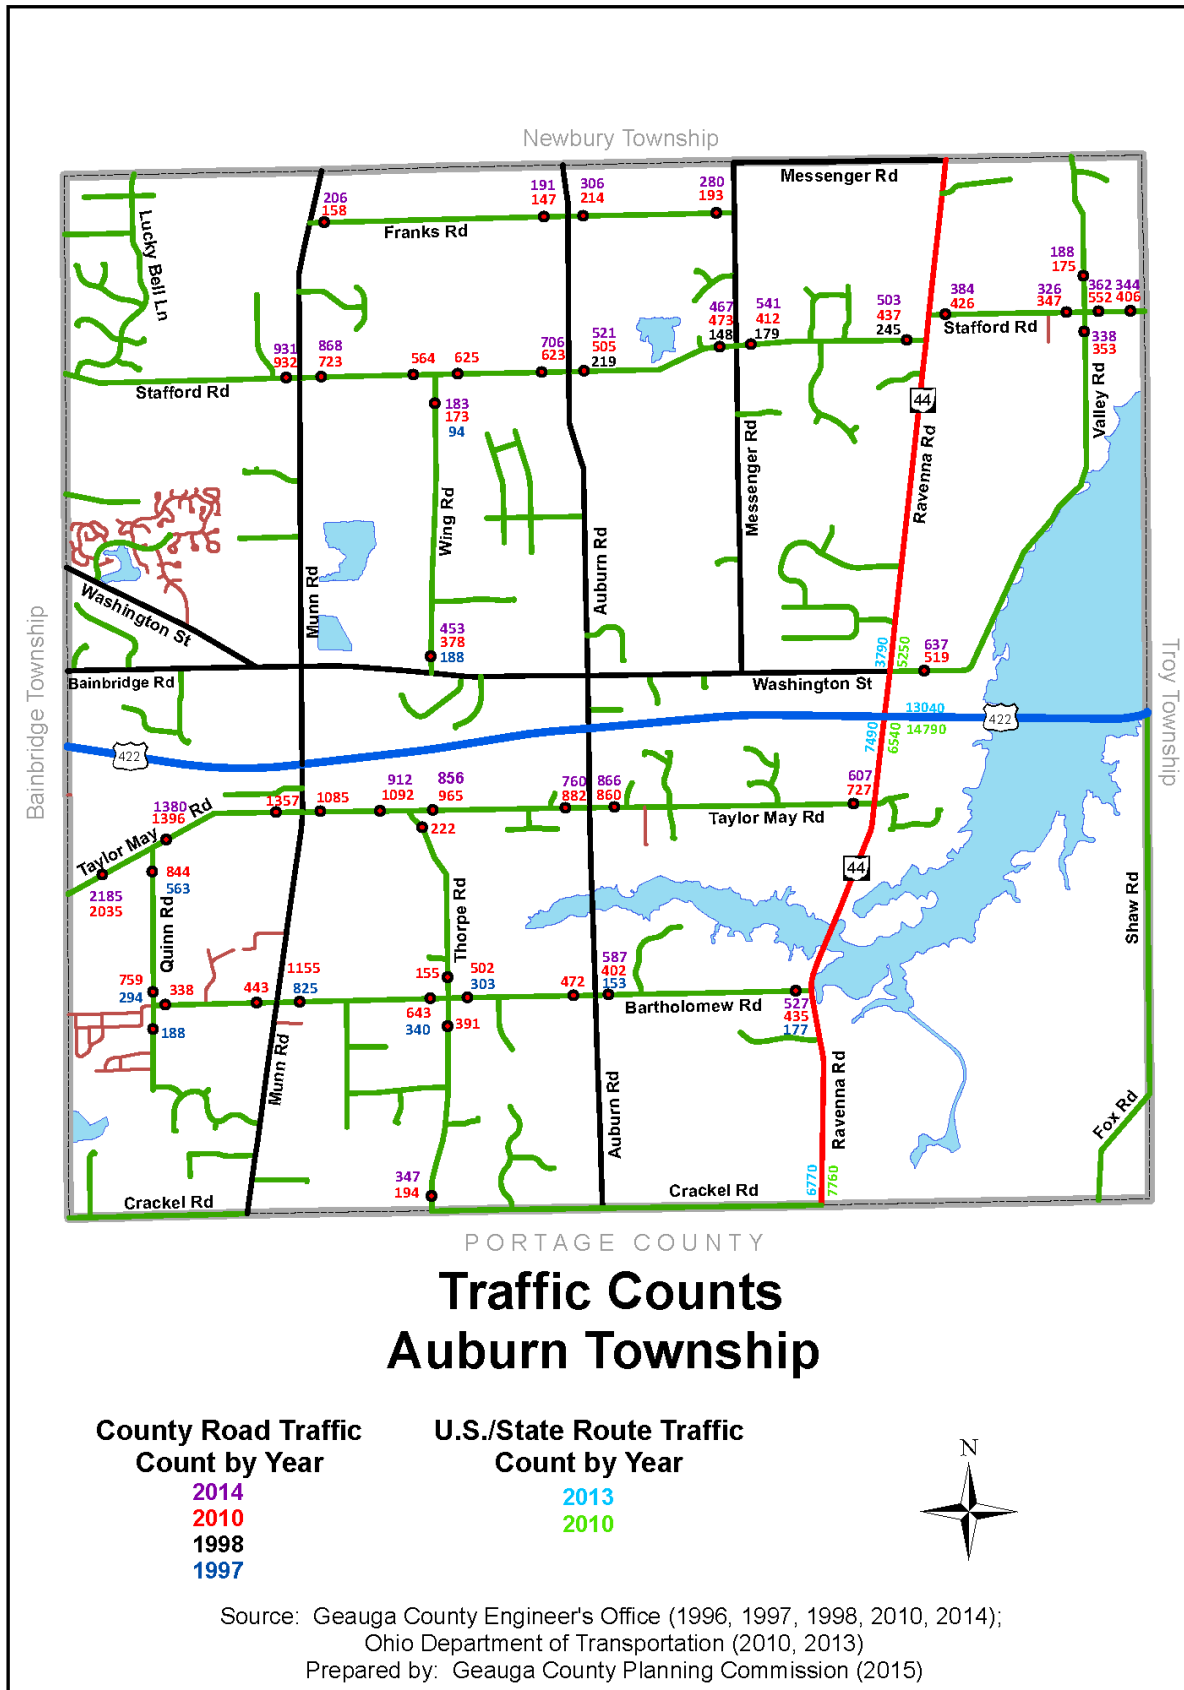 Newbury Township
Messenger Rd
206
158
191
147
306
214
280
193
Franks Rd
Lucky Bell Ln
188
175
384
426
326
347
362
552
344
406
Stafford Rd
338
353
467
473
148
541
412
179
503
437
245
931
932
868
723
564
625
706
623
521
505
219
Stafford Rd
183
173
94
44
Valley Rd
Ravenna Rd
Messenger Rd
Wing Rd
Auburn Rd
Munn Rd
Washington St
Bainbridge Township
Troy Township
453
378
188
3790
5250
637
519
Bainbridge Rd
Washington St
13040
14790
422
422
7490
6540
1380
1396
Taylor May Rd
1357
1085
912
1092
856
965
760
882
866
860
607
727
Taylor May Rd
222
2185
2035
844
563
44
Quinn Rd
Thorpe Rd
Shaw Rd
759
294
338
443
1155
825
155
502
303
643
340
472
587
402
153
Bartholomew Rd
527
435
177
188
391
Munn Rd
Auburn Rd
Ravenna Rd
Fox Rd
347
194
6770
7760
Crackel Rd
Crackel Rd
PORTAGE COUNTY
Traffic Counts
Auburn Township
County Road Traffic
Count by Year
2014
2010
1998
1997
U.S./State Route Traffic
Count by Year
2013
2010
N
Source: Geauga County Engineer's Office (1996, 1997, 1998, 2010, 2014);
Ohio Department of Transportation (2010, 2013)
Prepared by: Geauga County Planning Commission (2015)